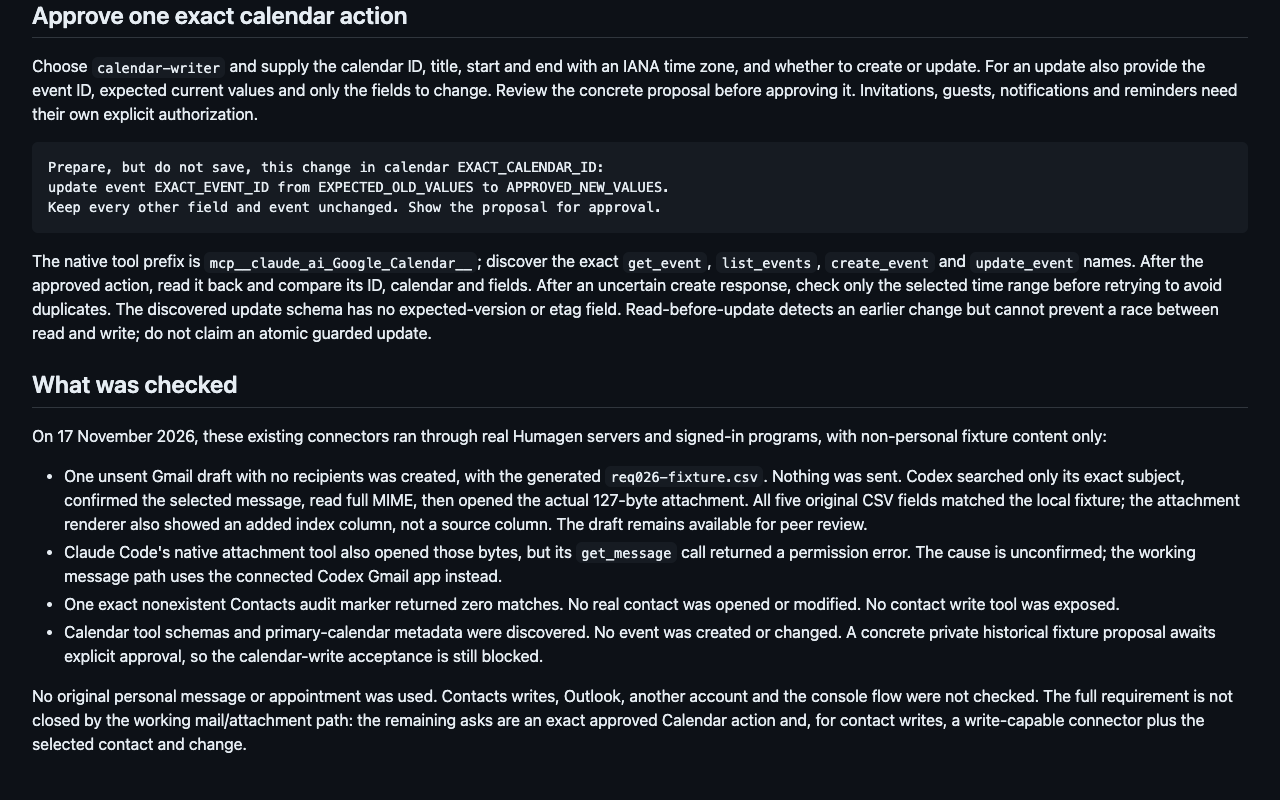 Approve one exact calendar action
Choose calendar-writer and supply the calendar ID, title, start and end with an IANA time zone, and whether to create or update. For an update also provide the
event ID, expected current values and only the fields to change. Review the concrete proposal before approving it. Invitations, guests, notifications and reminders need
their own explicit authorization.
Prepare, but do not save, this change in calendar EXACT_CALENDAR_ID:
update event EXACT_EVENT_ID from EXPECTED_OLD_VALUES to APPROVED_NEW_VALUES.
Keep every other field and event unchanged. Show the proposal for approval.
The native tool prefix is mcp__claude_ai_Google_Calendar__; discover the exact get_event, list_events, create_event and update_event names. After the
approved action, read it back and compare its ID, calendar and fields. After an uncertain create response, check only the selected time range before retrying to avoid
duplicates. The discovered update schema has no expected-version or etag field. Read-before-update detects an earlier change but cannot prevent a race between
read and write; do not claim an atomic guarded update.
What was checked
On 17 November 2026, these existing connectors ran through real Humagen servers and signed-in programs, with non-personal fixture content only:
• One unsent Gmail draft with no recipients was created, with the generated req026-fixture.csv. Nothing was sent. Codex searched only its exact subject,
confirmed the selected message, read full MIME, then opened the actual 127-byte attachment. All five original CSV fields matched the local fixture; the attachment
renderer also showed an added index column, not a source column. The draft remains available for peer review.
• Claude Code's native attachment tool also opened those bytes, but its get_message call returned a permission error. The cause is unconfirmed; the working
message path uses the connected Codex Gmail app instead.
• One exact nonexistent Contacts audit marker returned zero matches. No real contact was opened or modified. No contact write tool was exposed.
• Calendar tool schemas and primary-calendar metadata were discovered. No event was created or changed. A concrete private historical fixture proposal awaits
explicit approval, so the calendar-write acceptance is still blocked.
No original personal message or appointment was used. Contacts writes, Outlook, another account and the console flow were not checked. The full requirement is not
closed by the working mail/attachment path: the remaining asks are an exact approved Calendar action and, for contact writes, a write-capable connector plus the
selected contact and change.